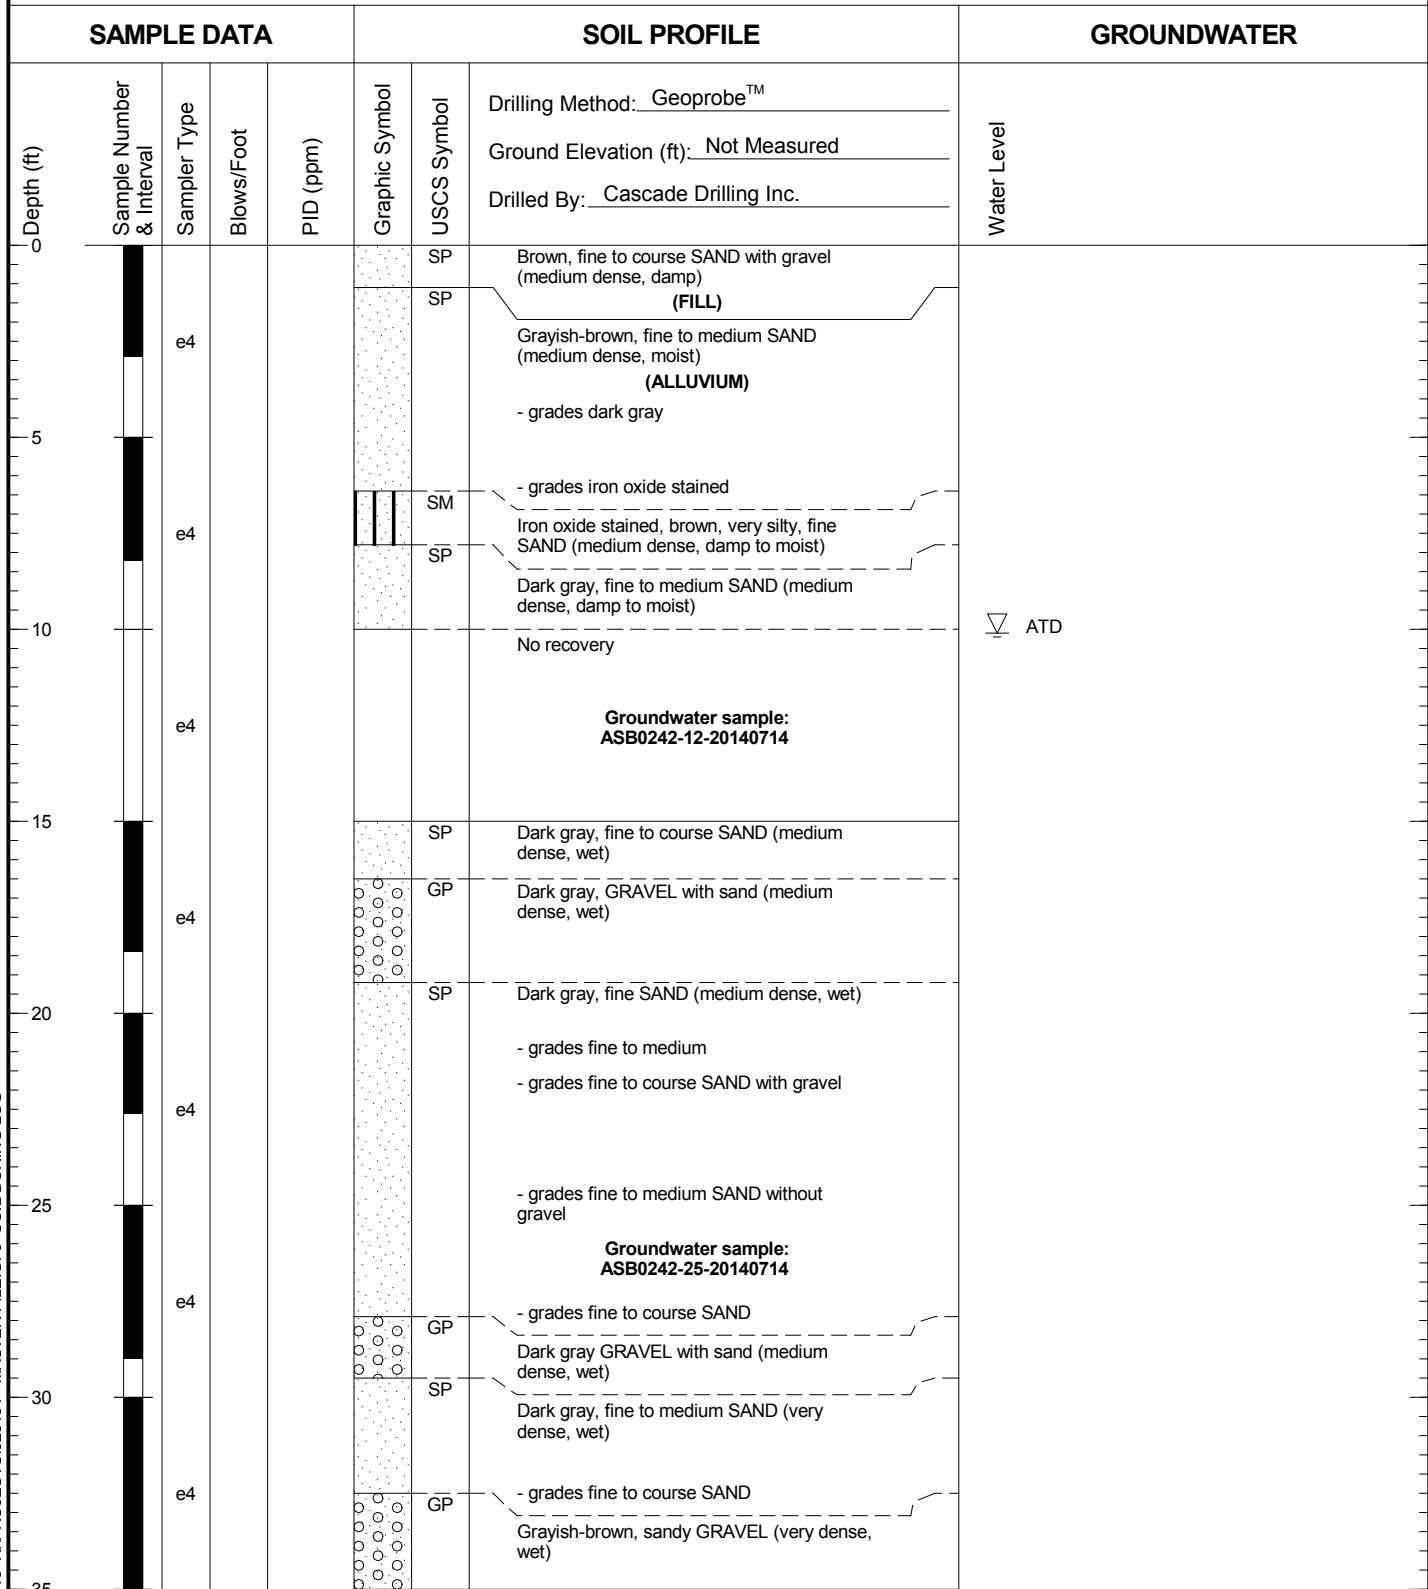 SAMPLE DATA
SOIL PROFILE
GROUNDWATER
Depth (ft)
Sample Number
& Interval
Sampler Type
Blows/Foot
PID (ppm)
Graphic Symbol
USCS Symbol
Drilling Method: Geoprobe™
Ground Elevation (ft): Not Measured
Drilled By: Cascade Drilling Inc.
Water Level
0
SP
Brown, fine to course SAND with gravel
(medium dense, damp)
(FILL)
SP
e4
Grayish-brown, fine to medium SAND
(medium dense, moist)
(ALLUVIUM)
- grades dark gray
5
- grades iron oxide stained
SM
e4
Iron oxide stained, brown, very silty, fine
SAND (medium dense, damp to moist)
SP
Dark gray, fine to medium SAND (medium
dense, damp to moist)
10
ATD
No recovery
e4
Groundwater sample:
ASB0242-12-20140714
15
SP
Dark gray, fine to course SAND (medium
dense, wet)
GP
Dark gray, GRAVEL with sand (medium
dense, wet)
e4
SP
Dark gray, fine SAND (medium dense, wet)
20
- grades fine to medium
- grades fine to course SAND with gravel
e4
- grades fine to medium SAND without
gravel
25
Groundwater sample:
ASB0242-25-20140714
e4
- grades fine to course SAND
GP
Dark gray GRAVEL with sand (medium
dense, wet)
SP
30
Dark gray, fine to medium SAND (very
dense, wet)
e4
- grades fine to course SAND
GP
Grayish-brown, sandy GRAVEL (very dense,
wet)
35